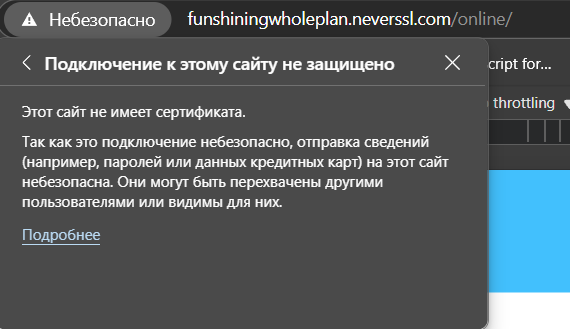 Небезопасно funshiningwholeplan.neverssl.com/online/
Подключение к этому сайту не защищено
cript for...
throttling
Этот сайт не имеет сертификата.
Так как это подключение небезопасно, отправка сведений
(например, паролей или данных кредитных карт) на этот сайт
небезопасна. Они могут быть перехвачены другими
пользователями или видимы для них.
Подробнее